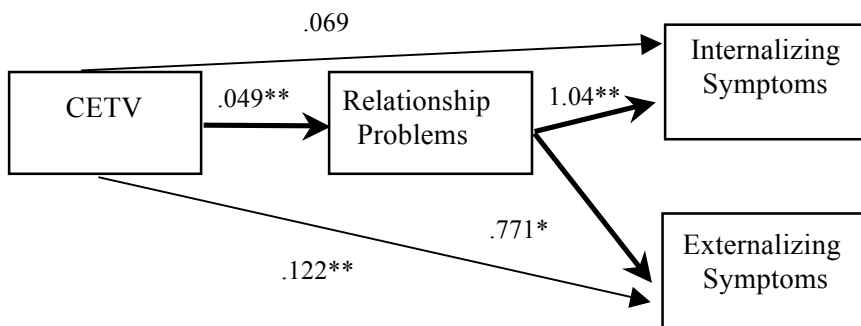 .069
Internalizing
Symptoms
CETV
.049**
Relationship
Problems
1.04**
.771*
.122**
Externalizing
Symptoms